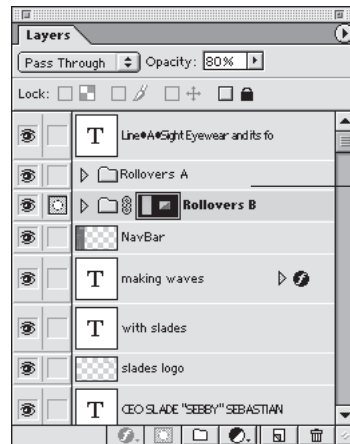 Layers
Pass Through Opacity: 80%
Lock:
T Line•A•Sight Eyewear and its fo
Rollovers A
Rollovers B
NavBar
T making waves
T with slades
slades logo
T CEO SLADE "SEBBY" SEBASTIAN